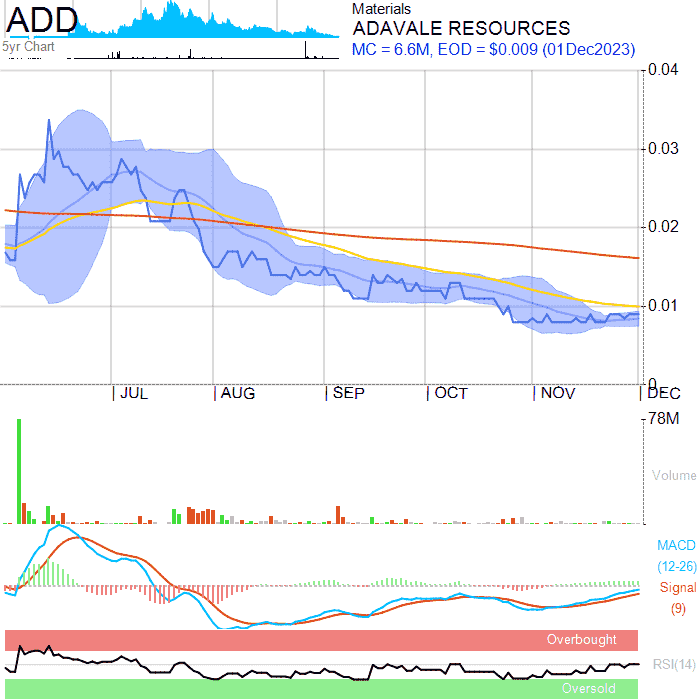 ADD
5yr Chart
Materials
ADAVALE RESOURCES
MC = 6.6M, EOD = $0.009 (01Dec2023)
0.04
0.03
0.02
0.01
0
JUL AUG SEP OCT NOV DEC
78M
Volume
MACD
(12-26)
Signal
(9)
Overbought
RSI(14)
Oversold